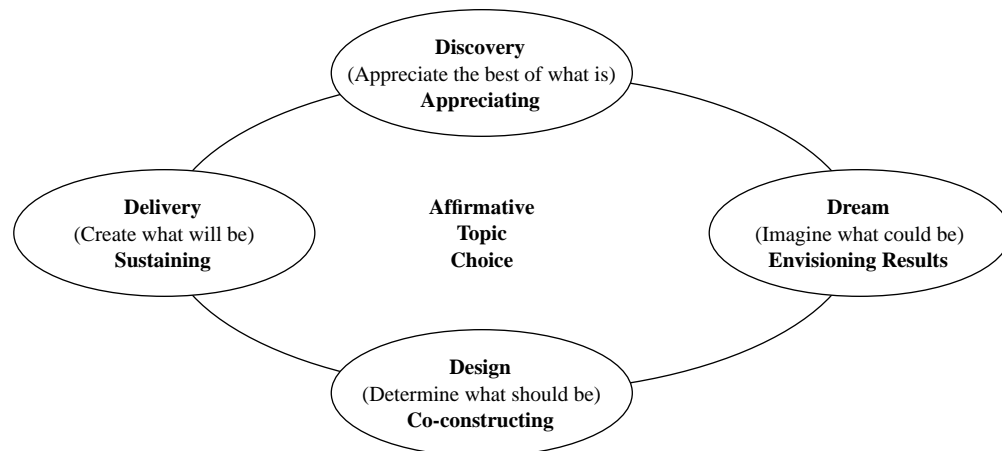 Discovery
(Appreciate the best of what is)
Appreciating
Delivery
(Create what will be)
Sustaining
Affirmative
Topic
Choice
Dream
(Imagine what could be)
Envisioning Results
Design
(Determine what should be)
Co-constructing